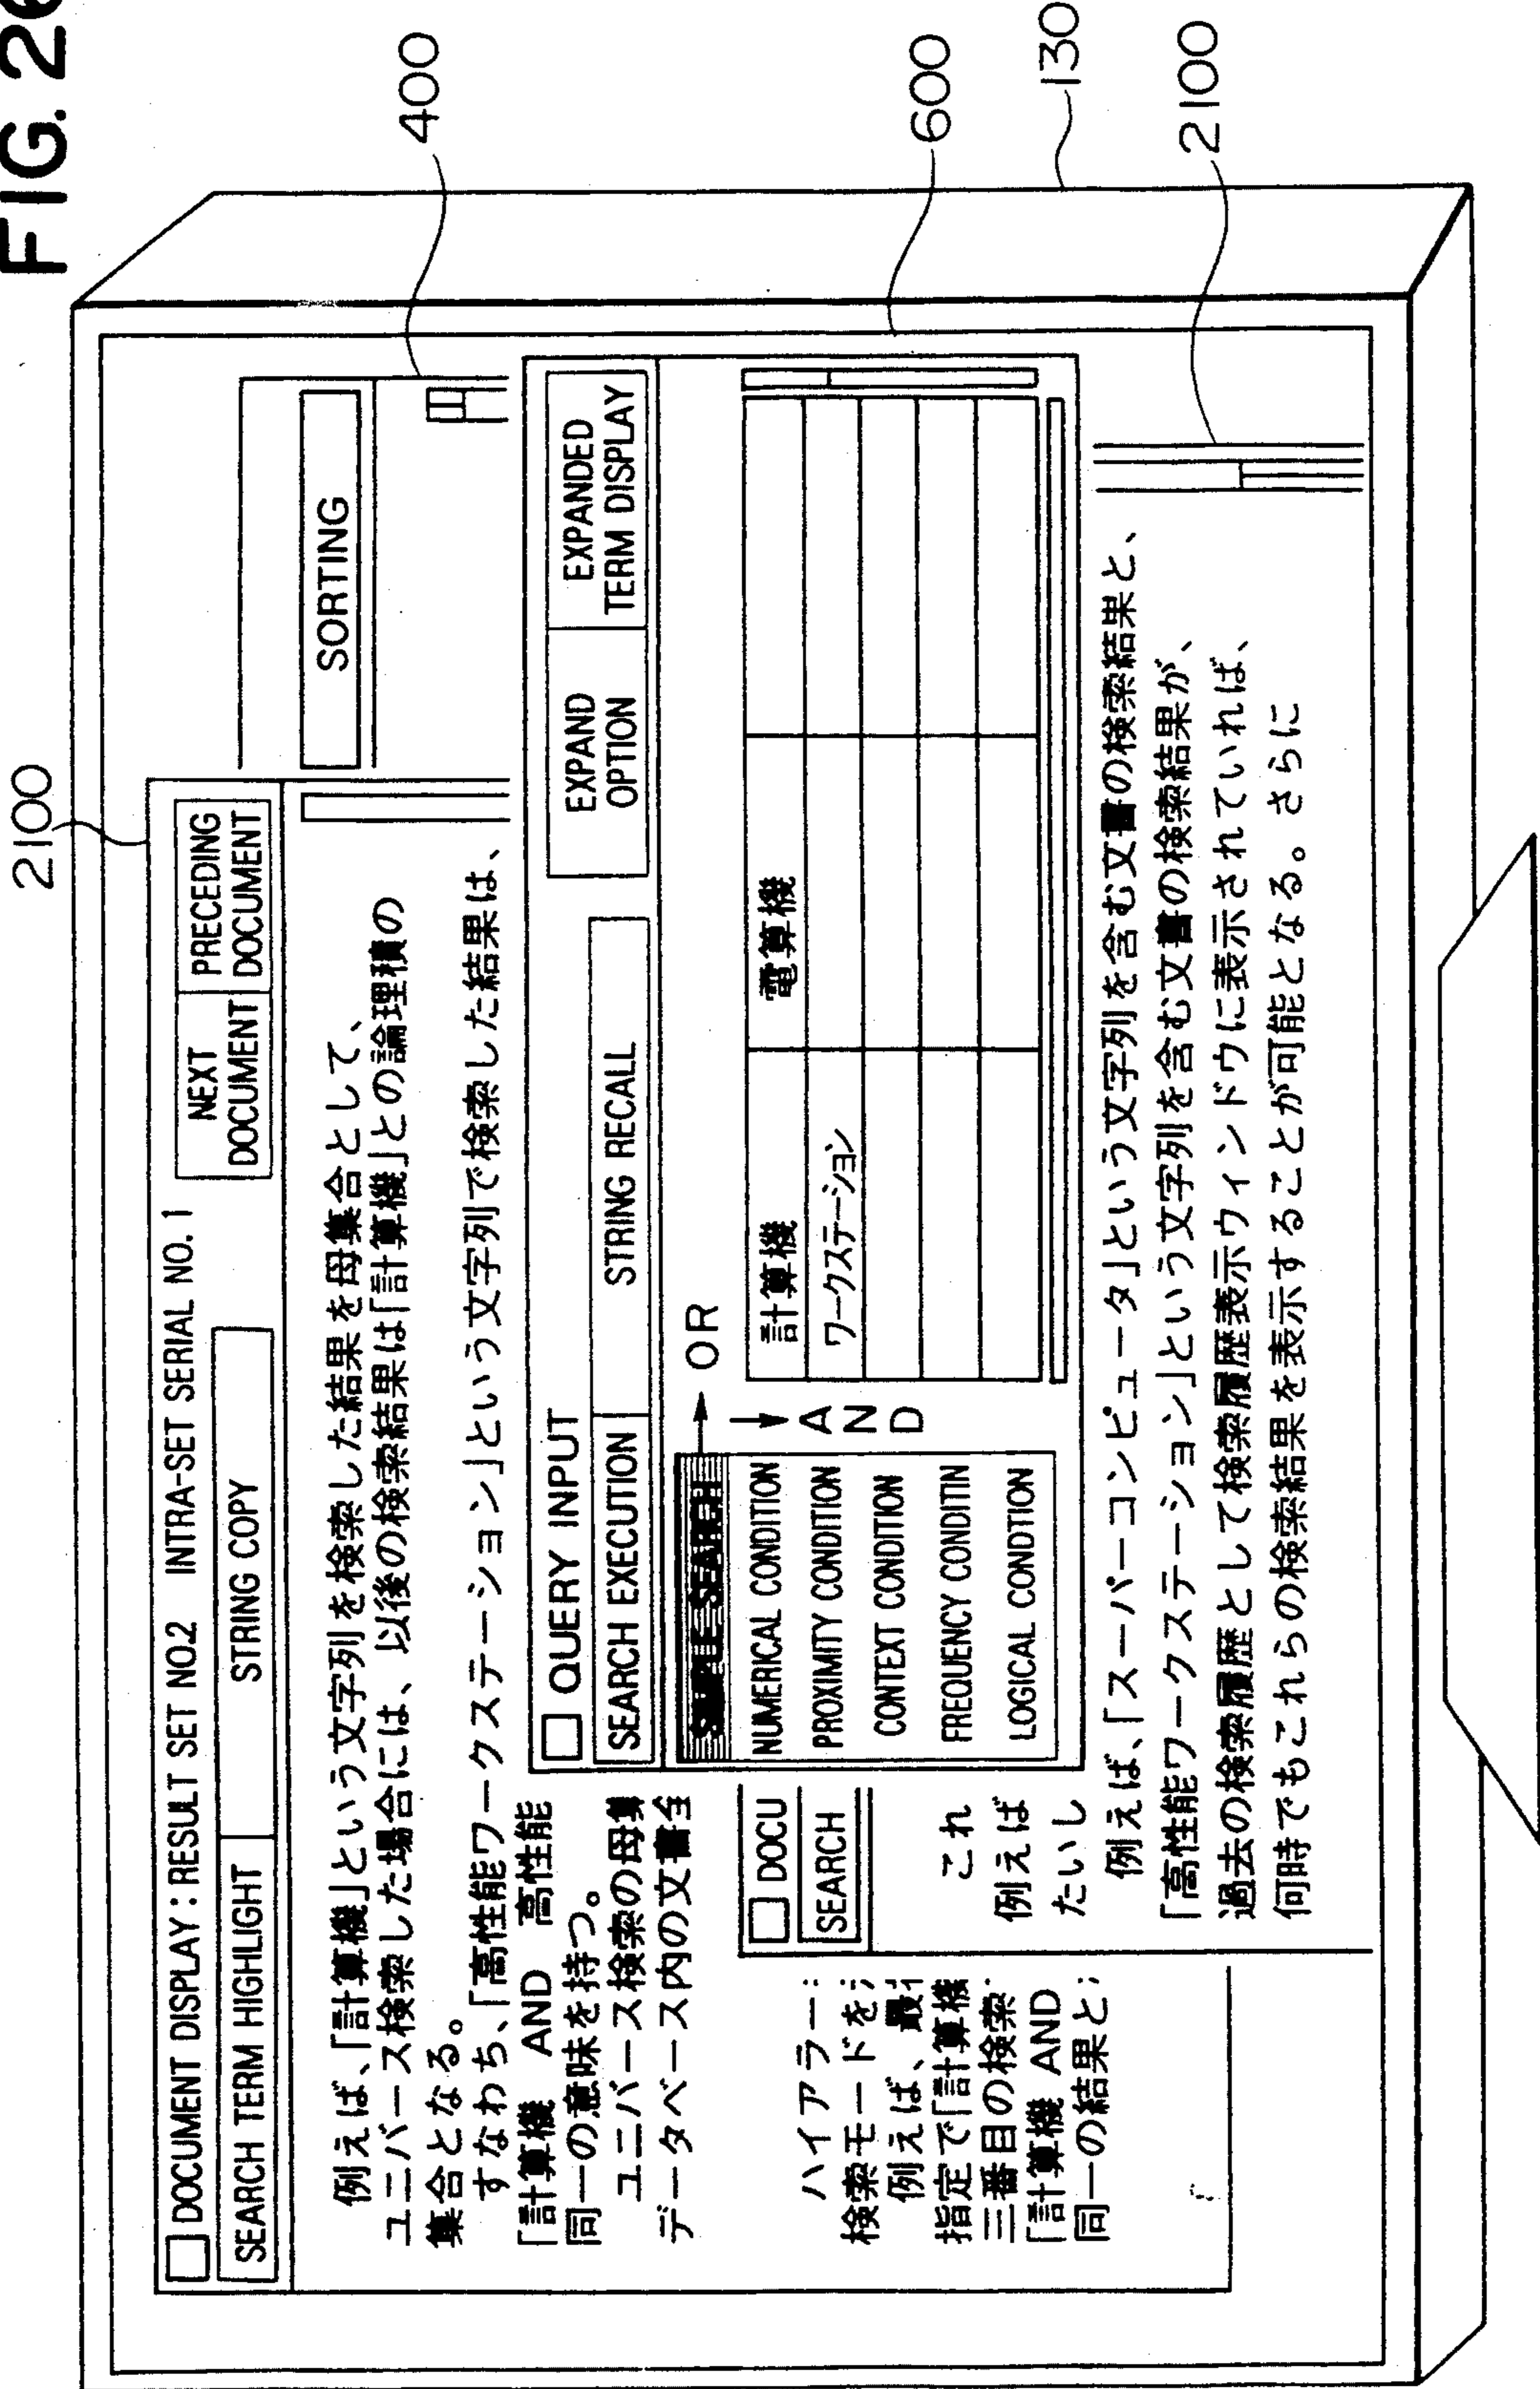 FIG. 26
2100
400
600
130
2100
DOCUMENT DISPLAY : RESULT SET NO.2 INTRA-SET SERIAL NO. 1
SEARCH TERM HIGHLIGHT
STRING COPY
NEXT
DOCUMENT
PRECEDING
DOCUMENT
SORTING
例えば、「計算機」という文字列を検索した結果を母集合として、
ユニバース検索した場合には、以後の検索結果は「計算機」との論理積の
集合となる。
すなわち、「高性能ワークステーション」という文字列で検索した結果は、
「計算機 AND 高性能
同一の意味を持つ。
ユニバース検索の母集
データベース内の文書全
QUERY INPUT
SEARCH EXECUTION
STRING RECALL
EXPAND
OPTION
EXPANDED
TERM DISPLAY
SIMPLE SEARCH
NUMERICAL CONDITION
PROXIMITY CONDITION
CONTEXT CONDITION
FREQUENCY CONDITIN
LOGICAL CONDTION
OR
AND
計算機
電算機
ワークステーション
ハイアラー
検索モードを
例えば、最
指定で「計算機
三番目の検索
「計算機 AND
同一の結果と
DOCU
SEARCH
これ
例えば
たいし
例えば、「スーパーコンピュータ」という文字列を含む文書の検索結果と、
「高性能ワークステーション」という文字列を含む文書の検索結果が、
過去の検索履歴として検索履歴表示ウィンドウに表示されていれば、
何時でもこれらの検索結果を表示することが可能となる。さらに